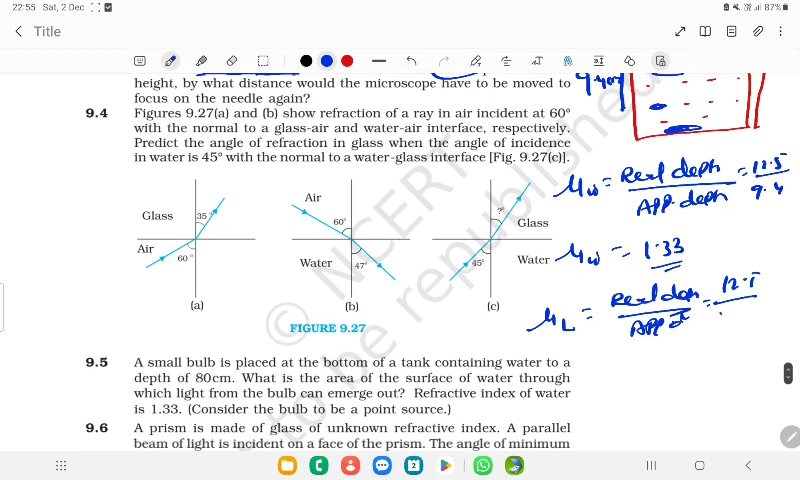 22:55 Sat, 2 Dec
87%
Title
height, by what distance would the microscope have to be moved to
focus on the needle again?
9.4 Figures 9.27(a) and (b) show refraction of a ray in air incident at 60°
with the normal to a glass-air and water-air interface, respectively.
Predict the angle of refraction in glass when the angle of incidence
in water is 45° with the normal to a water-glass interface [Fig. 9.27(c)].
Glass
35°
Air
60°
(a)
Air
60°
Water
47°
(b)
?
Glass
Water
45°
(c)
FIGURE 9.27
9.5 A small bulb is placed at the bottom of a tank containing water to a
depth of 80cm. What is the area of the surface of water through
which light from the bulb can emerge out? Refractive index of water
is 1.33. (Consider the bulb to be a point source.)
9.6 A prism is made of glass of unknown refractive index. A parallel
beam of light is incident on a face of the prism. The angle of minimum
© NCERT
to be republished
μw = Real depth / App. depth = 12.5 / 9.4
μw = 1.33
μL = Real dep / App d =